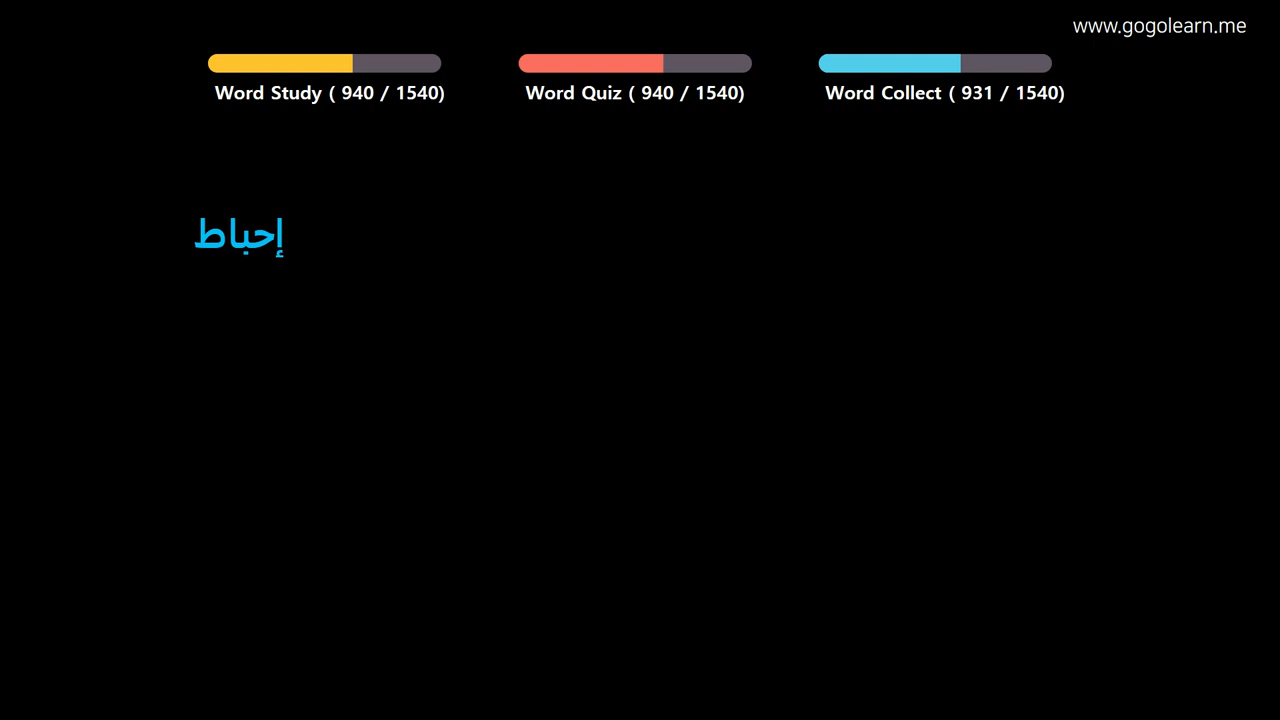 www.gogolearn.me
Word Study ( 940 / 1540)
Word Quiz ( 940 / 1540)
Word Collect ( 931 / 1540)
إحباط